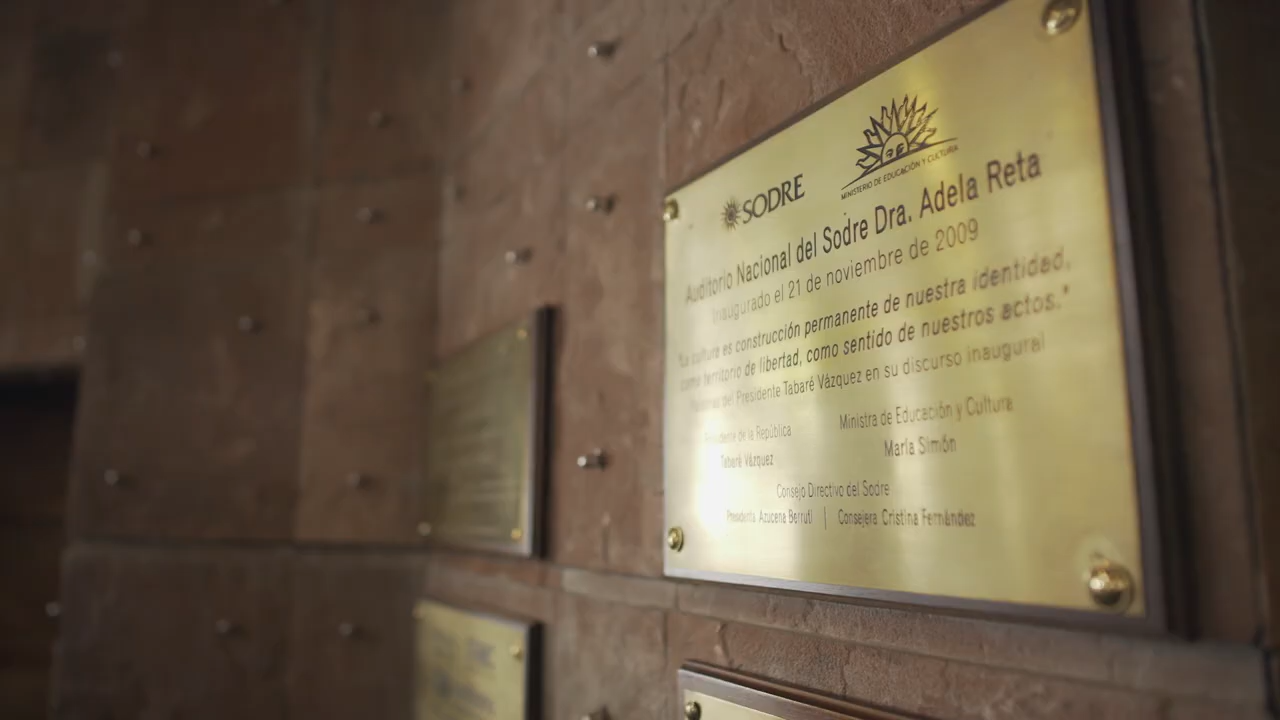 SODRE
MINISTERIO DE EDUCACIÓN Y CULTURA
Auditorio Nacional del Sodre Dra. Adela Reta
Inaugurado el 21 de noviembre de 2009
"La cultura es construcción permanente de nuestra identidad,
como territorio de libertad, como sentido de nuestros actos."
Palabras del Presidente Tabaré Vázquez en su discurso inaugural
Presidente de la República
Tabaré Vázquez
Ministra de Educación y Cultura
María Simón
Consejo Directivo del Sodre
Presidenta Azucena Berrutti | Consejera Cristina Fernández